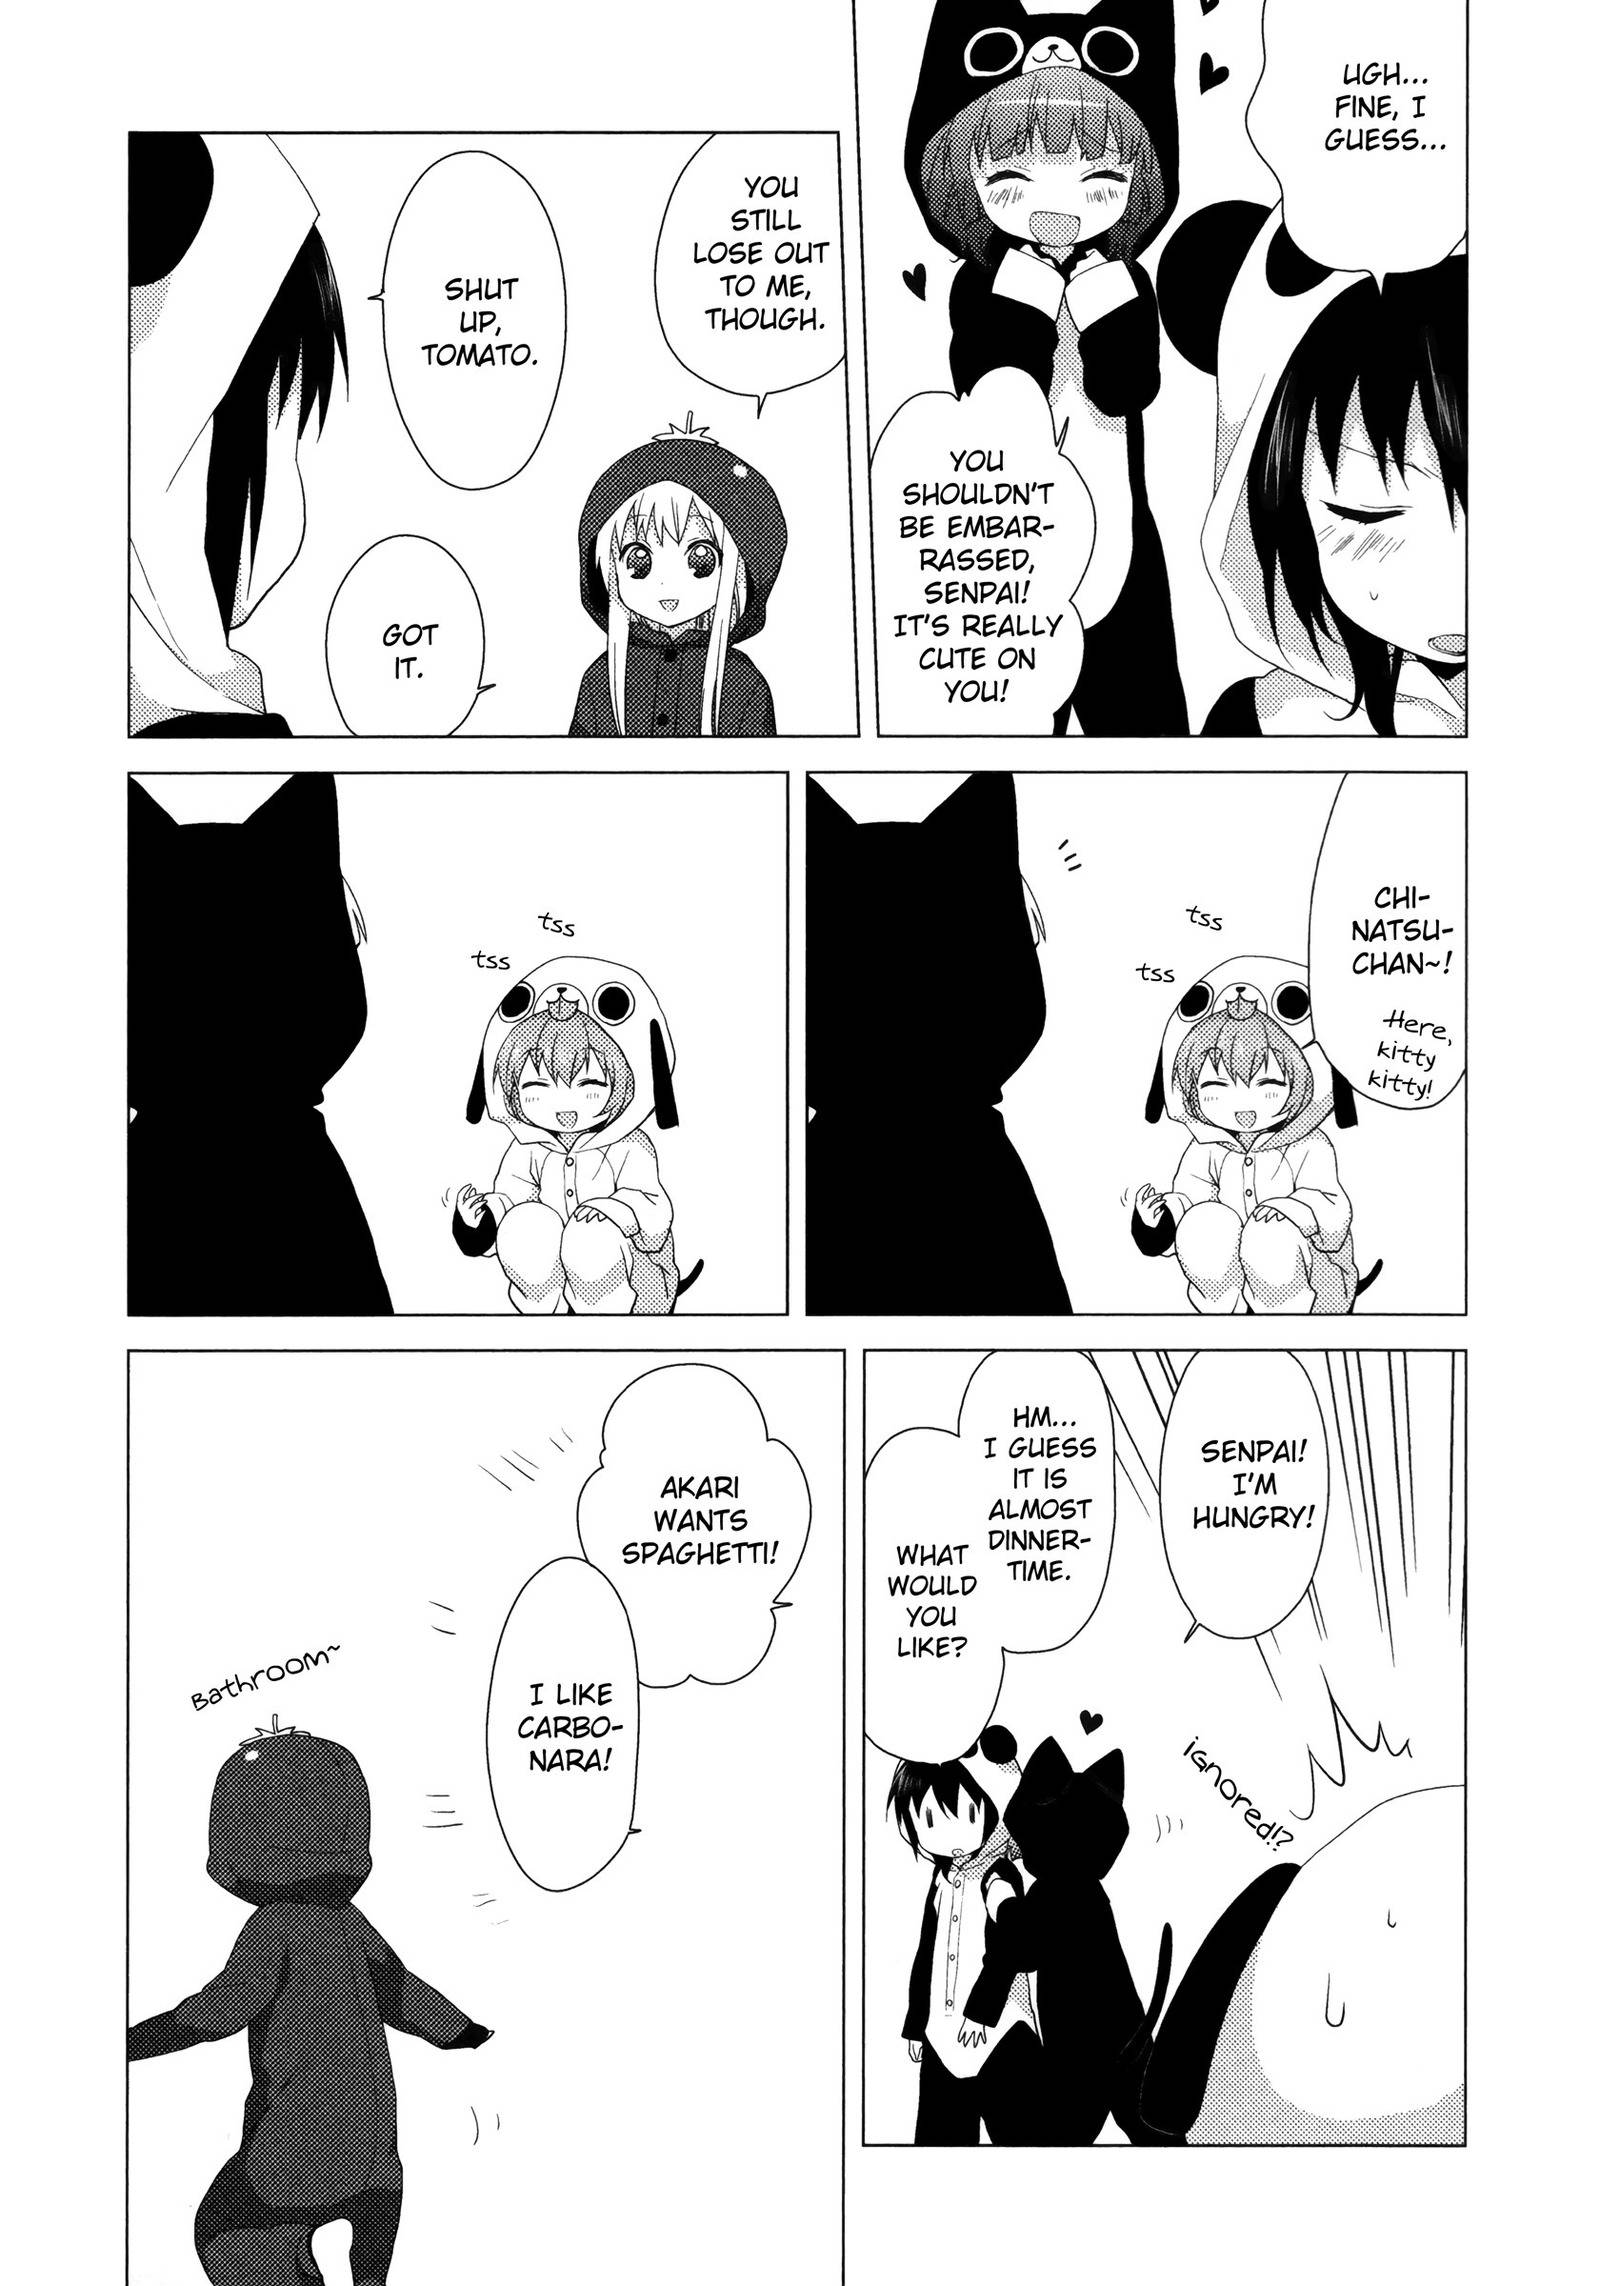 UGH...
FINE, I
GUESS...
YOU
SHOULDN'T
BE EMBAR-
RASSED,
SENPAI!
IT'S REALLY
CUTE ON
YOU!
YOU
STILL
LOSE OUT
TO ME,
THOUGH.
SHUT
UP,
TOMATO.
GOT
IT.
CHI-
NATSU-
CHAN~!
Here,
kitty
kitty!
tss
tss
tss
tss
SENPAI!
I'M
HUNGRY!
HM...
I GUESS
IT IS
ALMOST
DINNER-
TIME.
WHAT
WOULD
YOU
LIKE?
ignored!?
AKARI
WANTS
SPAGHETTI!
I LIKE
CARBO-
NARA!
Bathroom~